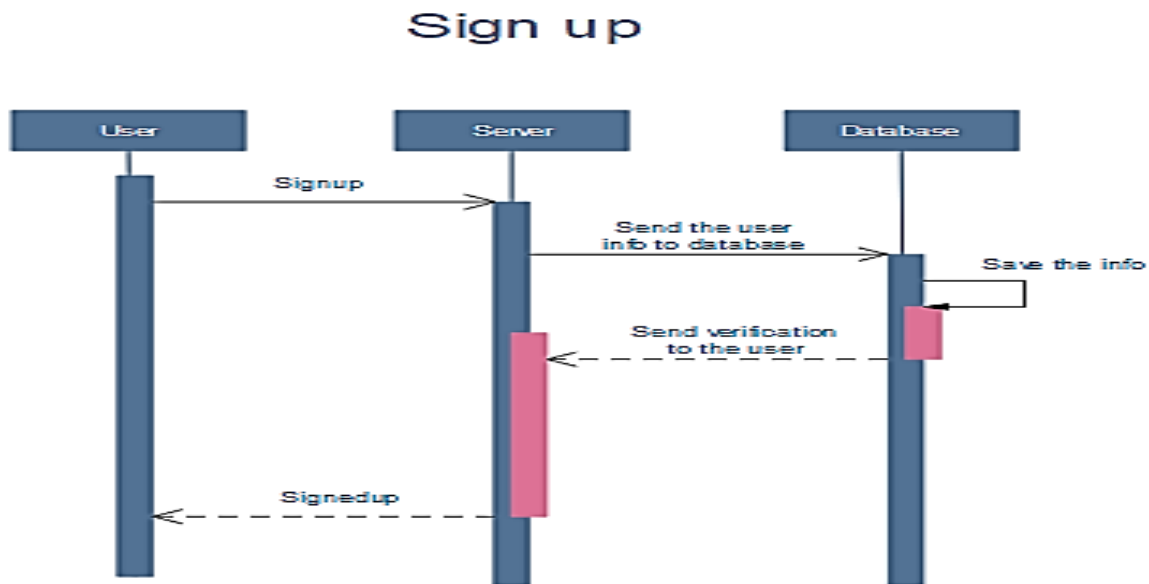 Sign up
User
Server
Database
Signup
Send the user
info to database
Save the info
Send verification
to the user
Signedup